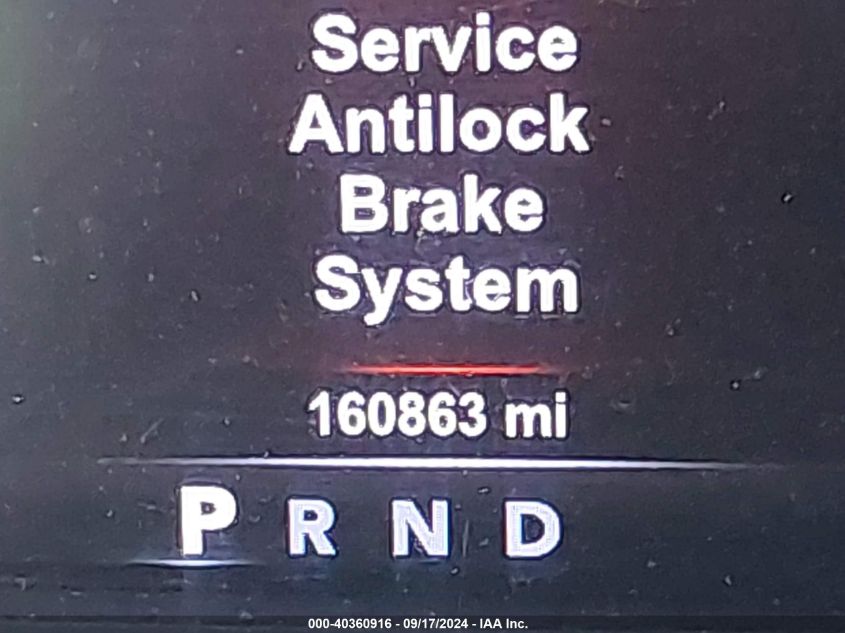 Service
Antilock
Brake
System
160863 mi
P R N D
000-40360916 - 09/17/2024 - IAA Inc.